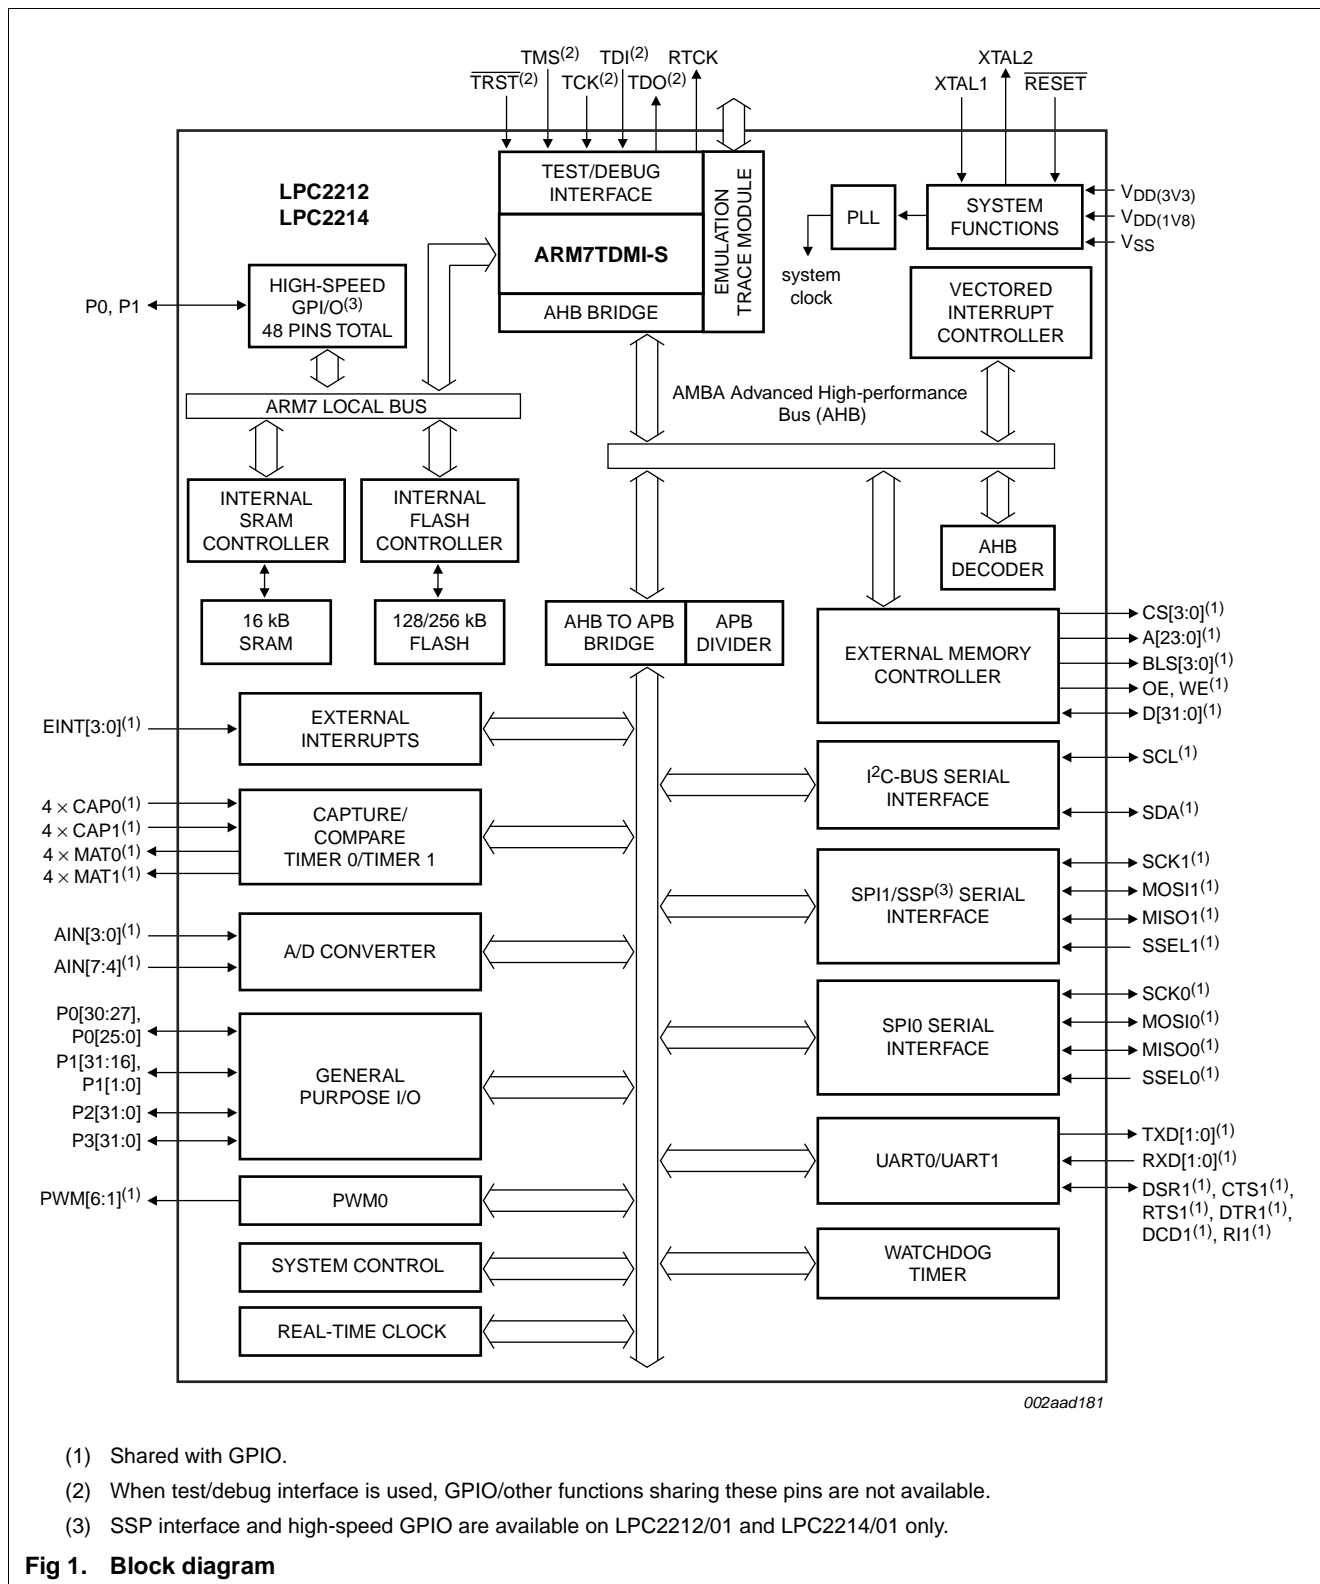 TMS(2) TDI(2) RTCK
TRST(2) TCK(2) TDO(2)
XTAL2
XTAL1 RESET
LPC2212
LPC2214
TEST/DEBUG
INTERFACE
ARM7TDMI-S
AHB BRIDGE
EMULATION
TRACE MODULE
PLL
system
clock
SYSTEM
FUNCTIONS
VDD(3V3)
VDD(1V8)
VSS
P0, P1
HIGH-SPEED
GPI/O(3)
48 PINS TOTAL
VECTORED
INTERRUPT
CONTROLLER
ARM7 LOCAL BUS
AMBA Advanced High-performance
Bus (AHB)
INTERNAL
SRAM
CONTROLLER
INTERNAL
FLASH
CONTROLLER
AHB
DECODER
16 kB
SRAM
128/256 kB
FLASH
AHB TO APB
BRIDGE
APB
DIVIDER
EXTERNAL MEMORY
CONTROLLER
CS[3:0](1)
A[23:0](1)
BLS[3:0](1)
OE, WE(1)
D[31:0](1)
EINT[3:0](1)
EXTERNAL
INTERRUPTS
I2C-BUS SERIAL
INTERFACE
SCL(1)
SDA(1)
4 × CAP0(1)
4 × CAP1(1)
4 × MAT0(1)
4 × MAT1(1)
CAPTURE/
COMPARE
TIMER 0/TIMER 1
SPI1/SSP(3) SERIAL
INTERFACE
SCK1(1)
MOSI1(1)
MISO1(1)
SSEL1(1)
AIN[3:0](1)
AIN[7:4](1)
A/D CONVERTER
SPI0 SERIAL
INTERFACE
SCK0(1)
MOSI0(1)
MISO0(1)
SSEL0(1)
P0[30:27],
P0[25:0]
P1[31:16],
P1[1:0]
P2[31:0]
P3[31:0]
GENERAL
PURPOSE I/O
UART0/UART1
TXD[1:0](1)
RXD[1:0](1)
DSR1(1), CTS1(1),
RTS1(1), DTR1(1),
DCD1(1), RI1(1)
PWM[6:1](1)
PWM0
SYSTEM CONTROL
WATCHDOG
TIMER
REAL-TIME CLOCK
002aad181
(1) Shared with GPIO.
(2) When test/debug interface is used, GPIO/other functions sharing these pins are not available.
(3) SSP interface and high-speed GPIO are available on LPC2212/01 and LPC2214/01 only.
Fig 1. Block diagram